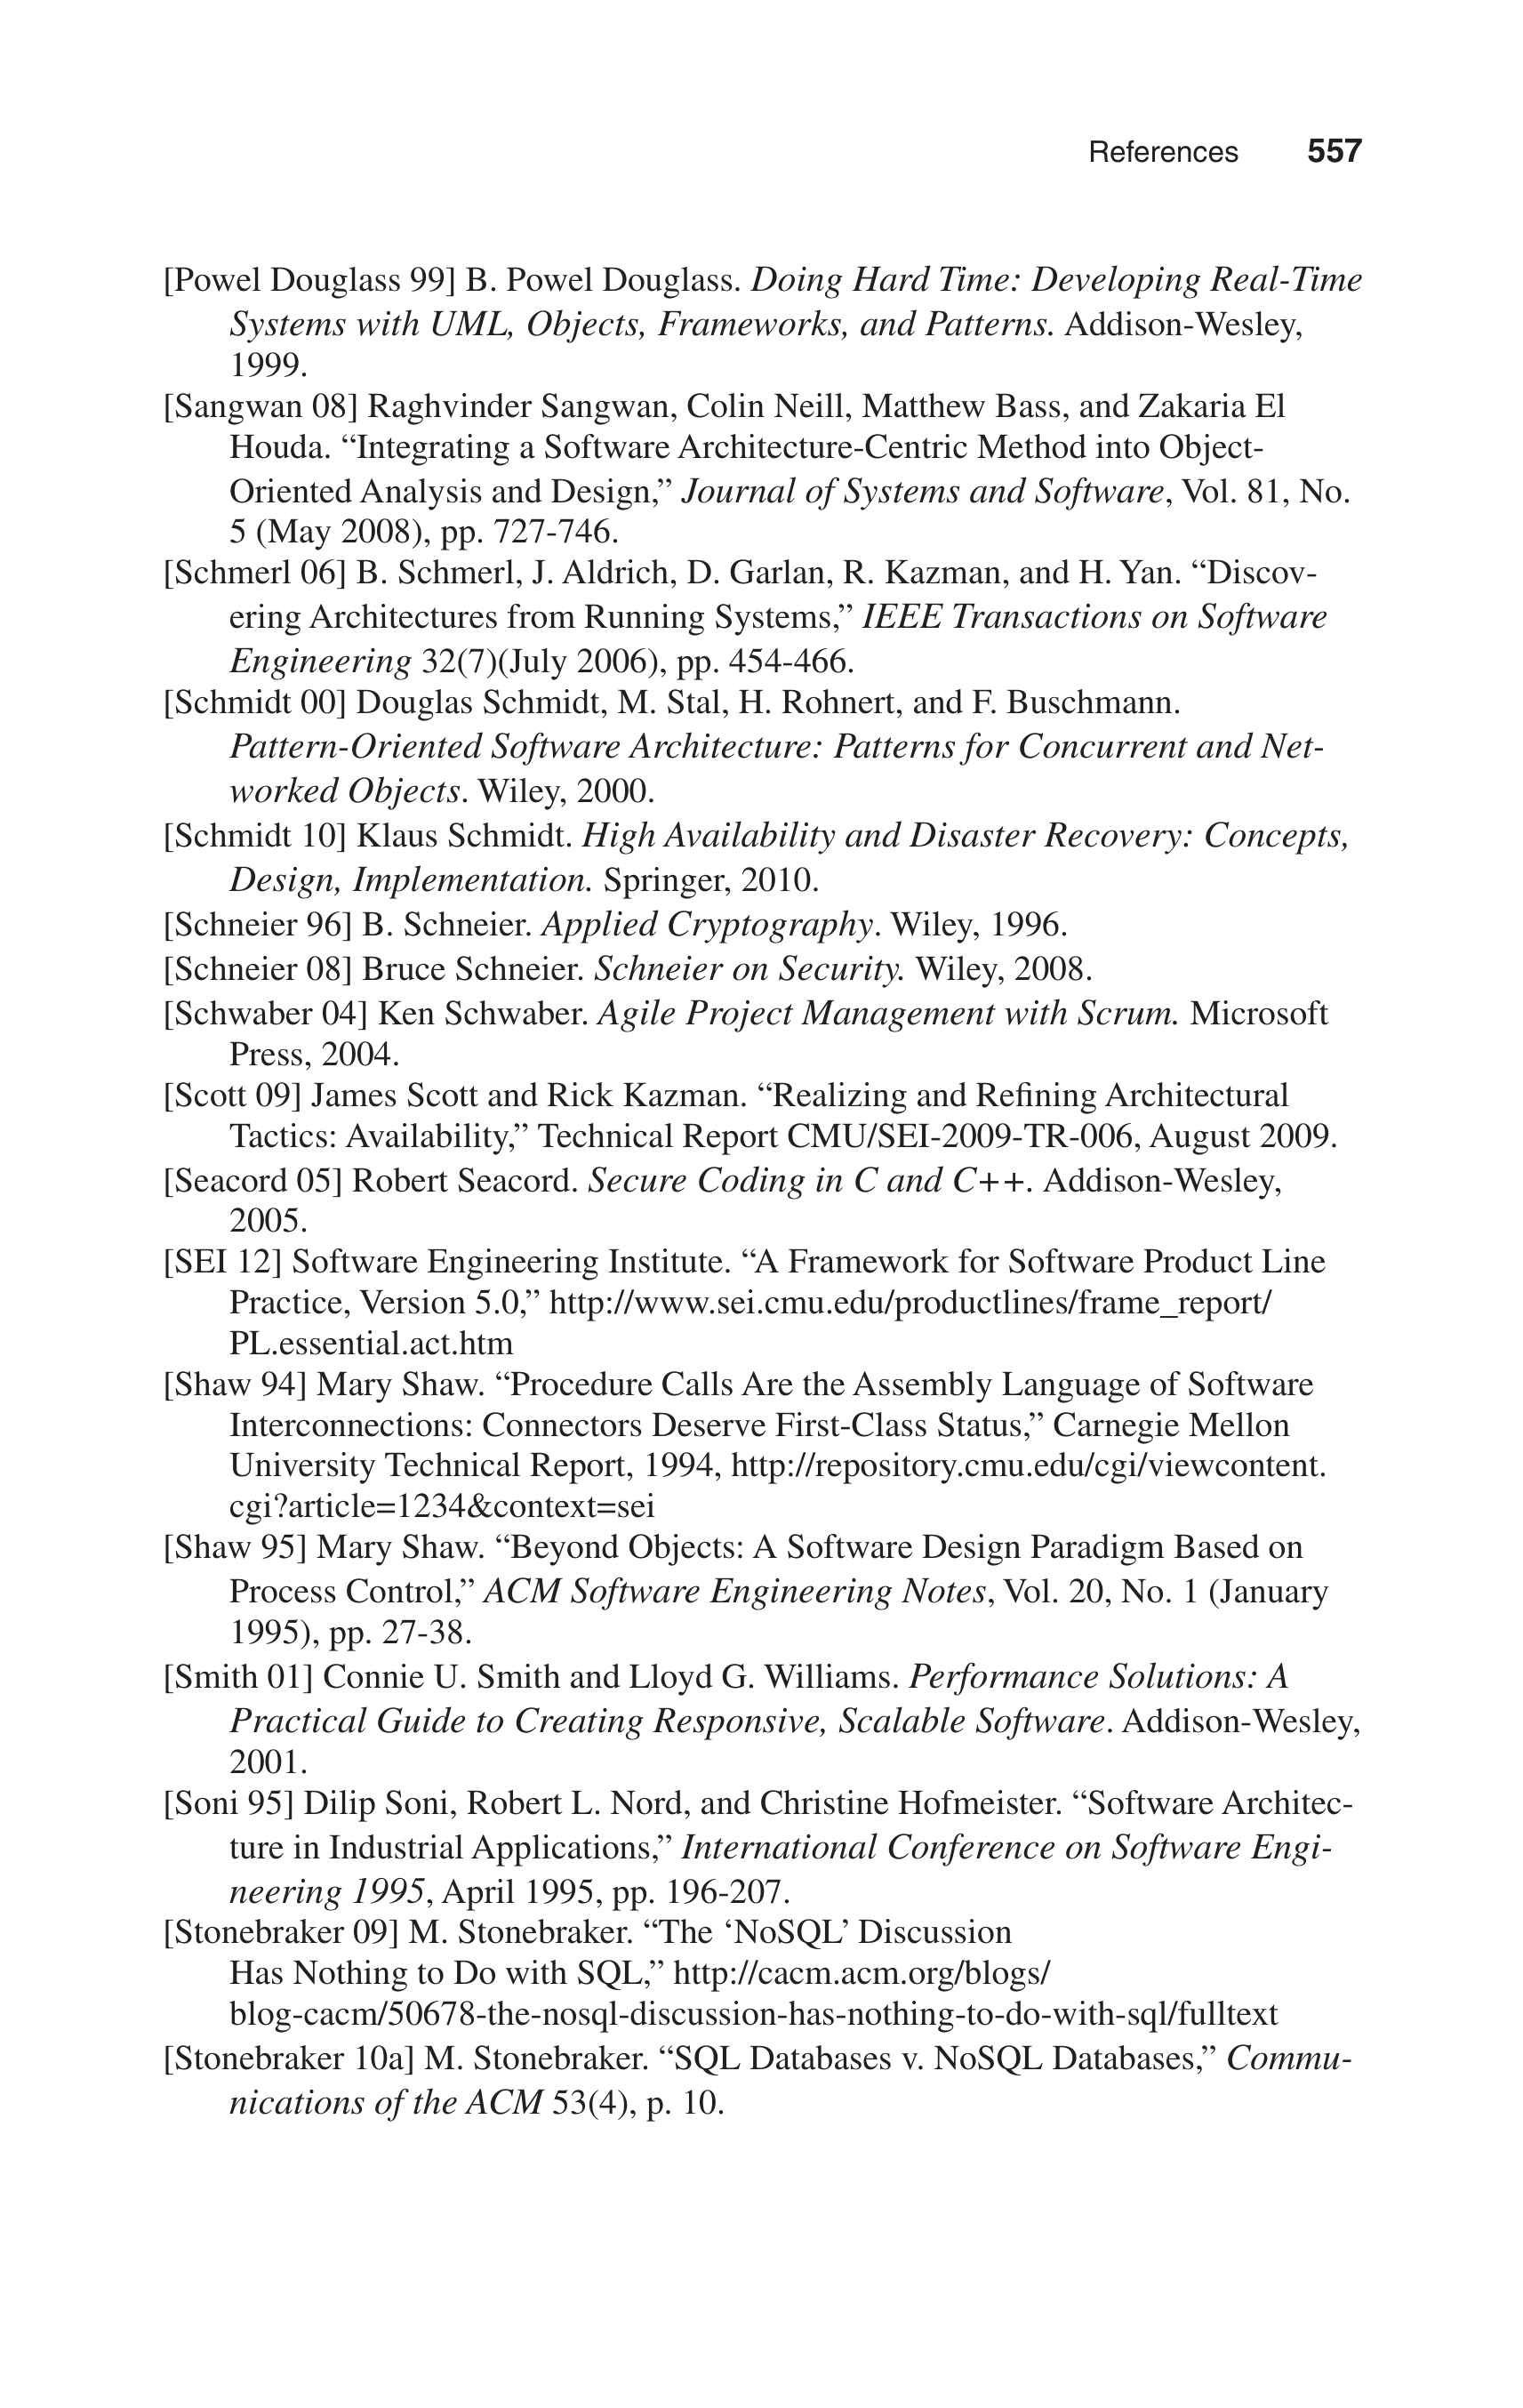 References 557
[Powel Douglass 99] B. Powel Douglass. Doing Hard Time: Developing Real-Time
Systems with UML, Objects, Frameworks, and Patterns. Addison-Wesley,
1999.
[Sangwan 08] Raghvinder Sangwan, Colin Neill, Matthew Bass, and Zakaria El
Houda. “Integrating a Software Architecture-Centric Method into Object-
Oriented Analysis and Design,” Journal of Systems and Software, Vol. 81, No.
5 (May 2008), pp. 727-746.
[Schmerl 06] B. Schmerl, J. Aldrich, D. Garlan, R. Kazman, and H. Yan. “Discov-
ering Architectures from Running Systems,” IEEE Transactions on Software
Engineering 32(7)(July 2006), pp. 454-466.
[Schmidt 00] Douglas Schmidt, M. Stal, H. Rohnert, and F. Buschmann.
Pattern-Oriented Software Architecture: Patterns for Concurrent and Net-
worked Objects. Wiley, 2000.
[Schmidt 10] Klaus Schmidt. High Availability and Disaster Recovery: Concepts,
Design, Implementation. Springer, 2010.
[Schneier 96] B. Schneier. Applied Cryptography. Wiley, 1996.
[Schneier 08] Bruce Schneier. Schneier on Security. Wiley, 2008.
[Schwaber 04] Ken Schwaber. Agile Project Management with Scrum. Microsoft
Press, 2004.
[Scott 09] James Scott and Rick Kazman. “Realizing and Refining Architectural
Tactics: Availability,” Technical Report CMU/SEI-2009-TR-006, August 2009.
[Seacord 05] Robert Seacord. Secure Coding in C and C++. Addison-Wesley,
2005.
[SEI 12] Software Engineering Institute. “A Framework for Software Product Line
Practice, Version 5.0,” http://www.sei.cmu.edu/productlines/frame_report/
PL.essential.act.htm
[Shaw 94] Mary Shaw. “Procedure Calls Are the Assembly Language of Software
Interconnections: Connectors Deserve First-Class Status,” Carnegie Mellon
University Technical Report, 1994, http://repository.cmu.edu/cgi/viewcontent.
cgi?article=1234&context=sei
[Shaw 95] Mary Shaw. “Beyond Objects: A Software Design Paradigm Based on
Process Control,” ACM Software Engineering Notes, Vol. 20, No. 1 (January
1995), pp. 27-38.
[Smith 01] Connie U. Smith and Lloyd G. Williams. Performance Solutions: A
Practical Guide to Creating Responsive, Scalable Software. Addison-Wesley,
2001.
[Soni 95] Dilip Soni, Robert L. Nord, and Christine Hofmeister. “Software Architec-
ture in Industrial Applications,” International Conference on Software Engi-
neering 1995, April 1995, pp. 196-207.
[Stonebraker 09] M. Stonebraker. “The ‘NoSQL’ Discussion
Has Nothing to Do with SQL,” http://cacm.acm.org/blogs/
blog-cacm/50678-the-nosql-discussion-has-nothing-to-do-with-sql/fulltext
[Stonebraker 10a] M. Stonebraker. “SQL Databases v. NoSQL Databases,” Commu-
nications of the ACM 53(4), p. 10.